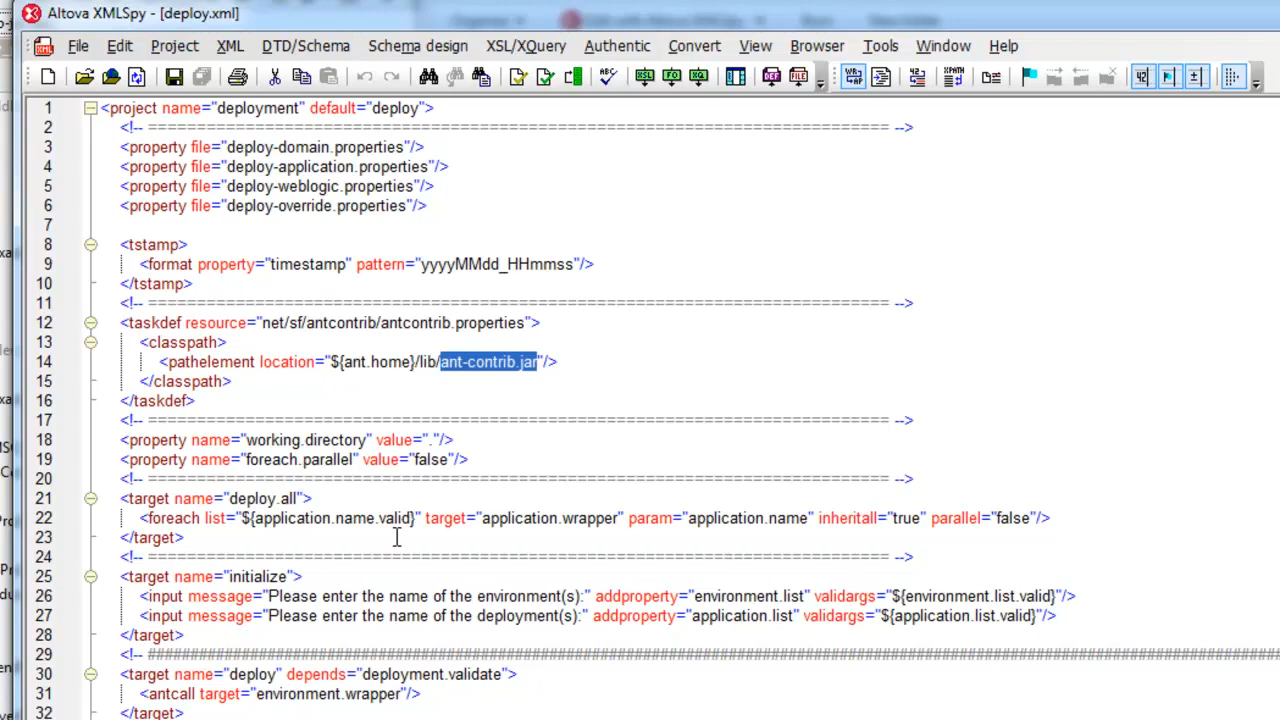 Altova XMLSpy - [deploy.xml]
File Edit Project XML DTD/Schema Schema design XSL/XQuery Authentic Convert View Browser Tools Window Help
1 <project name="deployment" default="deploy">
2 <!-- ============================================================================ -->
3 <property file="deploy-domain.properties"/>
4 <property file="deploy-application.properties"/>
5 <property file="deploy-weblogic.properties"/>
6 <property file="deploy-override.properties"/>
7
8 <tstamp>
9 <format property="timestamp" pattern="yyyyMMdd_HHmmss"/>
10 </tstamp>
11 <!-- ============================================================================ -->
12 <taskdef resource="net/sf/antcontrib/antcontrib.properties">
13 <classpath>
14 <pathelement location="${ant.home}/lib/ant-contrib.jar"/>
15 </classpath>
16 </taskdef>
17 <!-- ============================================================================ -->
18 <property name="working.directory" value="."/>
19 <property name="foreach.parallel" value="false"/>
20 <!-- ============================================================================ -->
21 <target name="deploy.all">
22 <foreach list="${application.name.valid}" target="application.wrapper" param="application.name" inheritall="true" parallel="false"/>
23 </target>
24 <!-- ============================================================================ -->
25 <target name="initialize">
26 <input message="Please enter the name of the environment(s):" addproperty="environment.list" validargs="${environment.list.valid}"/>
27 <input message="Please enter the name of the deployment(s):" addproperty="application.list" validargs="${application.list.valid}"/>
28 </target>
29 <!-- ####################################################################################################################
30 <target name="deploy" depends="deployment.validate">
31 <antcall target="environment.wrapper"/>
32 </target>